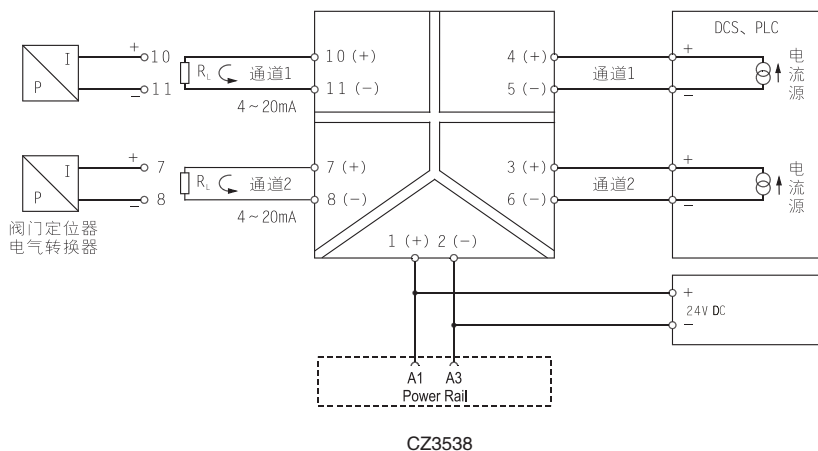 DCS、PLC
I
P
+
10
−
11
R_L
通道1
4～20mA
10 (+)
11 (−)
4 (+)
5 (−)
通道1
+
−
电流源
I
P
+
7
−
8
R_L
通道2
4～20mA
7 (+)
8 (−)
3 (+)
6 (−)
通道2
+
−
电流源
阀门定位器
电气转换器
1 (+) 2 (−)
+
24V DC
−
A1 A3
Power Rail
CZ3538